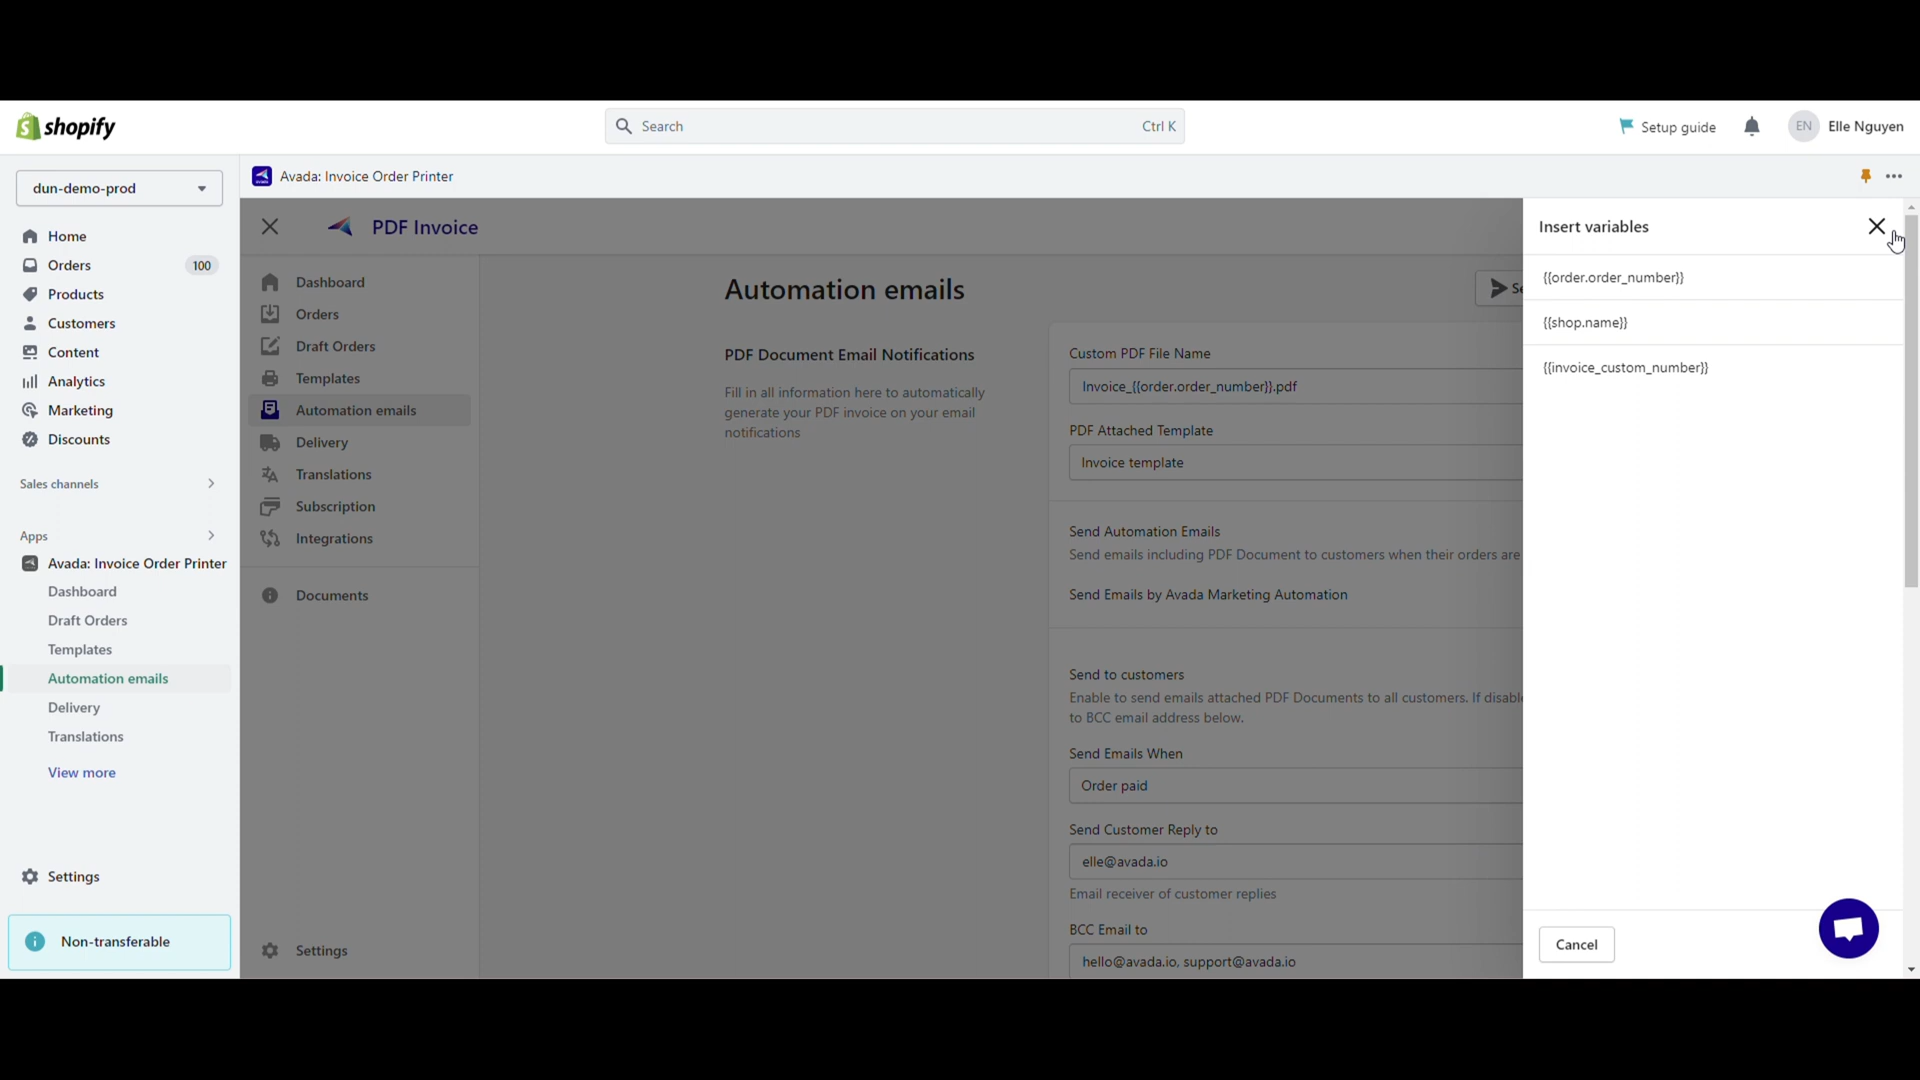 shopify
Search
Ctrl K
Setup guide
EN
Elle Nguyen
dun-demo-prod
Avada: Invoice Order Printer
Home
Orders
100
Products
Customers
Content
Analytics
Marketing
Discounts
Sales channels
Apps
Avada: Invoice Order Printer
Dashboard
Draft Orders
Templates
Automation emails
Delivery
Translations
View more
Settings
Non-transferable
PDF Invoice
Dashboard
Orders
Draft Orders
Templates
Automation emails
Delivery
Translations
Subscription
Integrations
Documents
Settings
Automation emails
PDF Document Email Notifications
Fill in all information here to automatically
generate your PDF invoice on your email
notifications
Custom PDF File Name
Invoice_{{order.order_number}}.pdf
PDF Attached Template
Invoice template
Send Automation Emails
Send emails including PDF Document to customers when their orders are
Send Emails by Avada Marketing Automation
Send to customers
Enable to send emails attached PDF Documents to all customers. If
to BCC email address below.
Send Emails When
Order paid
Send Customer Reply to
elle@avada.io
Email receiver of customer replies
BCC Email to
hello@avada.io, support@avada.io
Insert variables
{{order.order_number}}
{{shop.name}}
{{invoice_custom_number}}
Cancel